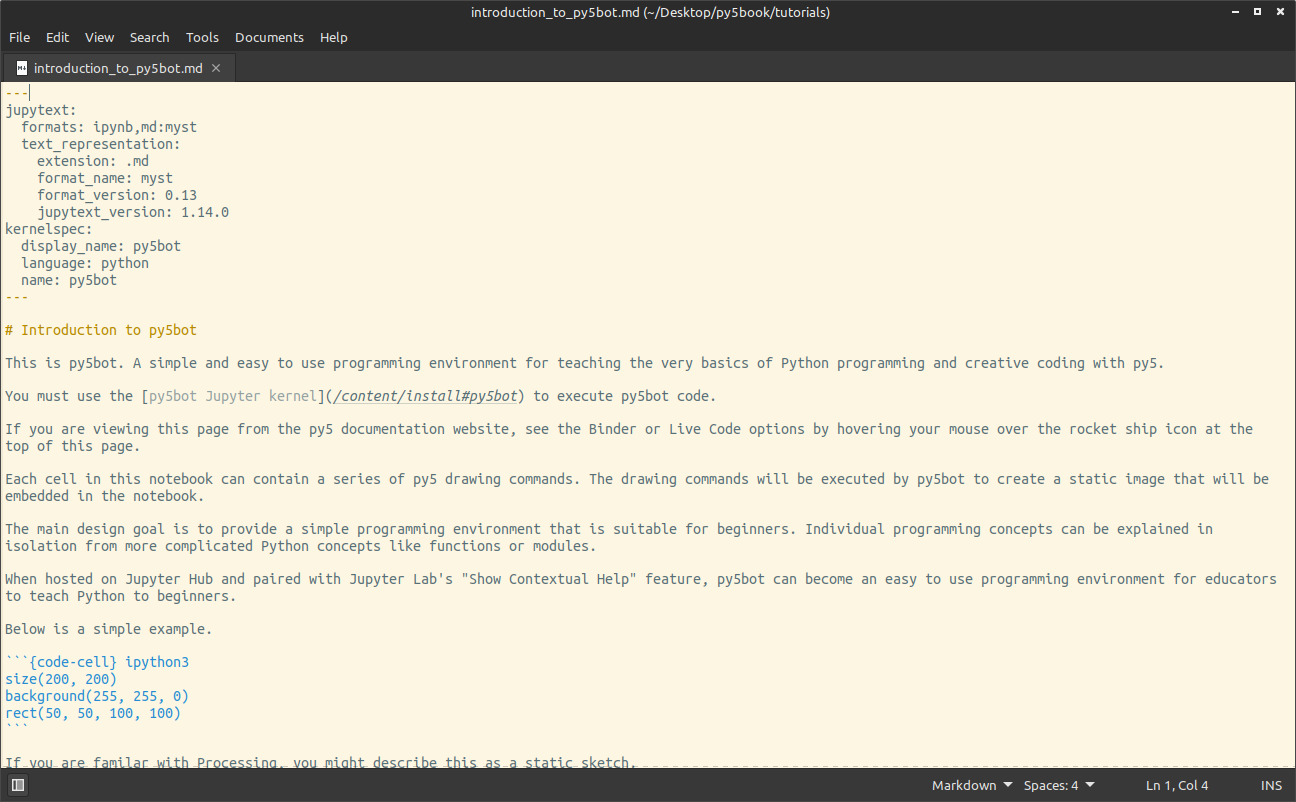 introduction_to_py5bot.md (~/Desktop/py5book/tutorials)
File Edit View Search Tools Documents Help
introduction_to_py5bot.md
---
jupytext:
  formats: ipynb,md:myst
  text_representation:
    extension: .md
    format_name: myst
    format_version: 0.13
    jupytext_version: 1.14.0
kernelspec:
  display_name: py5bot
  language: python
  name: py5bot
---
# Introduction to py5bot
This is py5bot. A simple and easy to use programming environment for teaching the very basics of Python programming and creative coding with py5.
You must use the [py5bot Jupyter kernel](/content/install#py5bot) to execute py5bot code.
If you are viewing this page from the py5 documentation website, see the Binder or Live Code options by hovering your mouse over the rocket ship icon at the
top of this page.
Each cell in this notebook can contain a series of py5 drawing commands. The drawing commands will be executed by py5bot to create a static image that will be
embedded in the notebook.
The main design goal is to provide a simple programming environment that is suitable for beginners. Individual programming concepts can be explained in
isolation from more complicated Python concepts like functions or modules.
When hosted on Jupyter Hub and paired with Jupyter Lab's "Show Contextual Help" feature, py5bot can become an easy to use programming environment for educators
to teach Python to beginners.
Below is a simple example.
```{code-cell} ipython3
size(200, 200)
background(255, 255, 0)
rect(50, 50, 100, 100)
```
If you are familar with Processing, you might describe this as a static sketch.
Markdown Spaces: 4 Ln 1, Col 4 INS